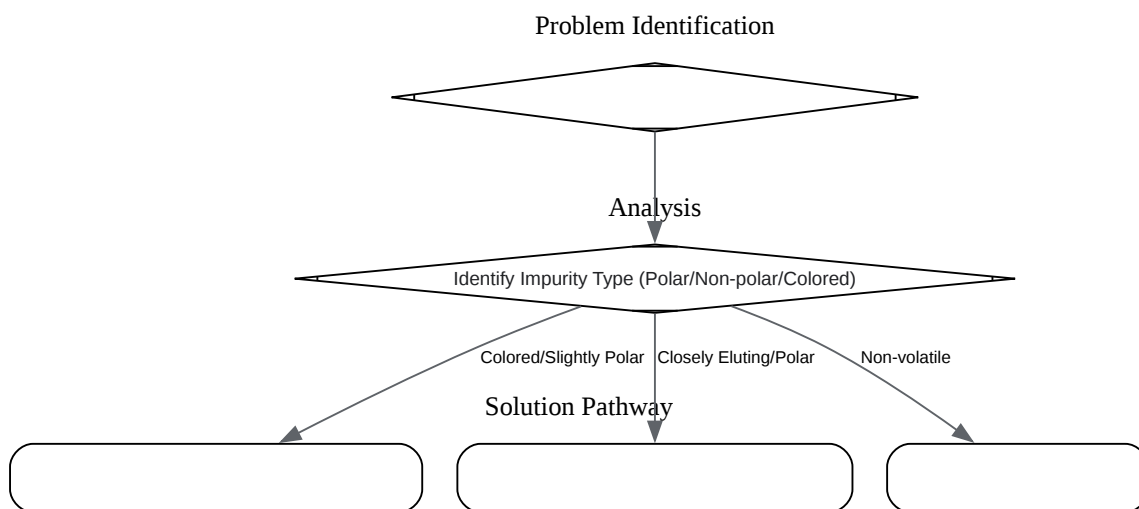 Problem Identification
Analysis
Identify Impurity Type (Polar/Non-polar/Colored)
Colored/Slightly Polar
Closely Eluting/Polar
Non-volatile
Solution Pathway